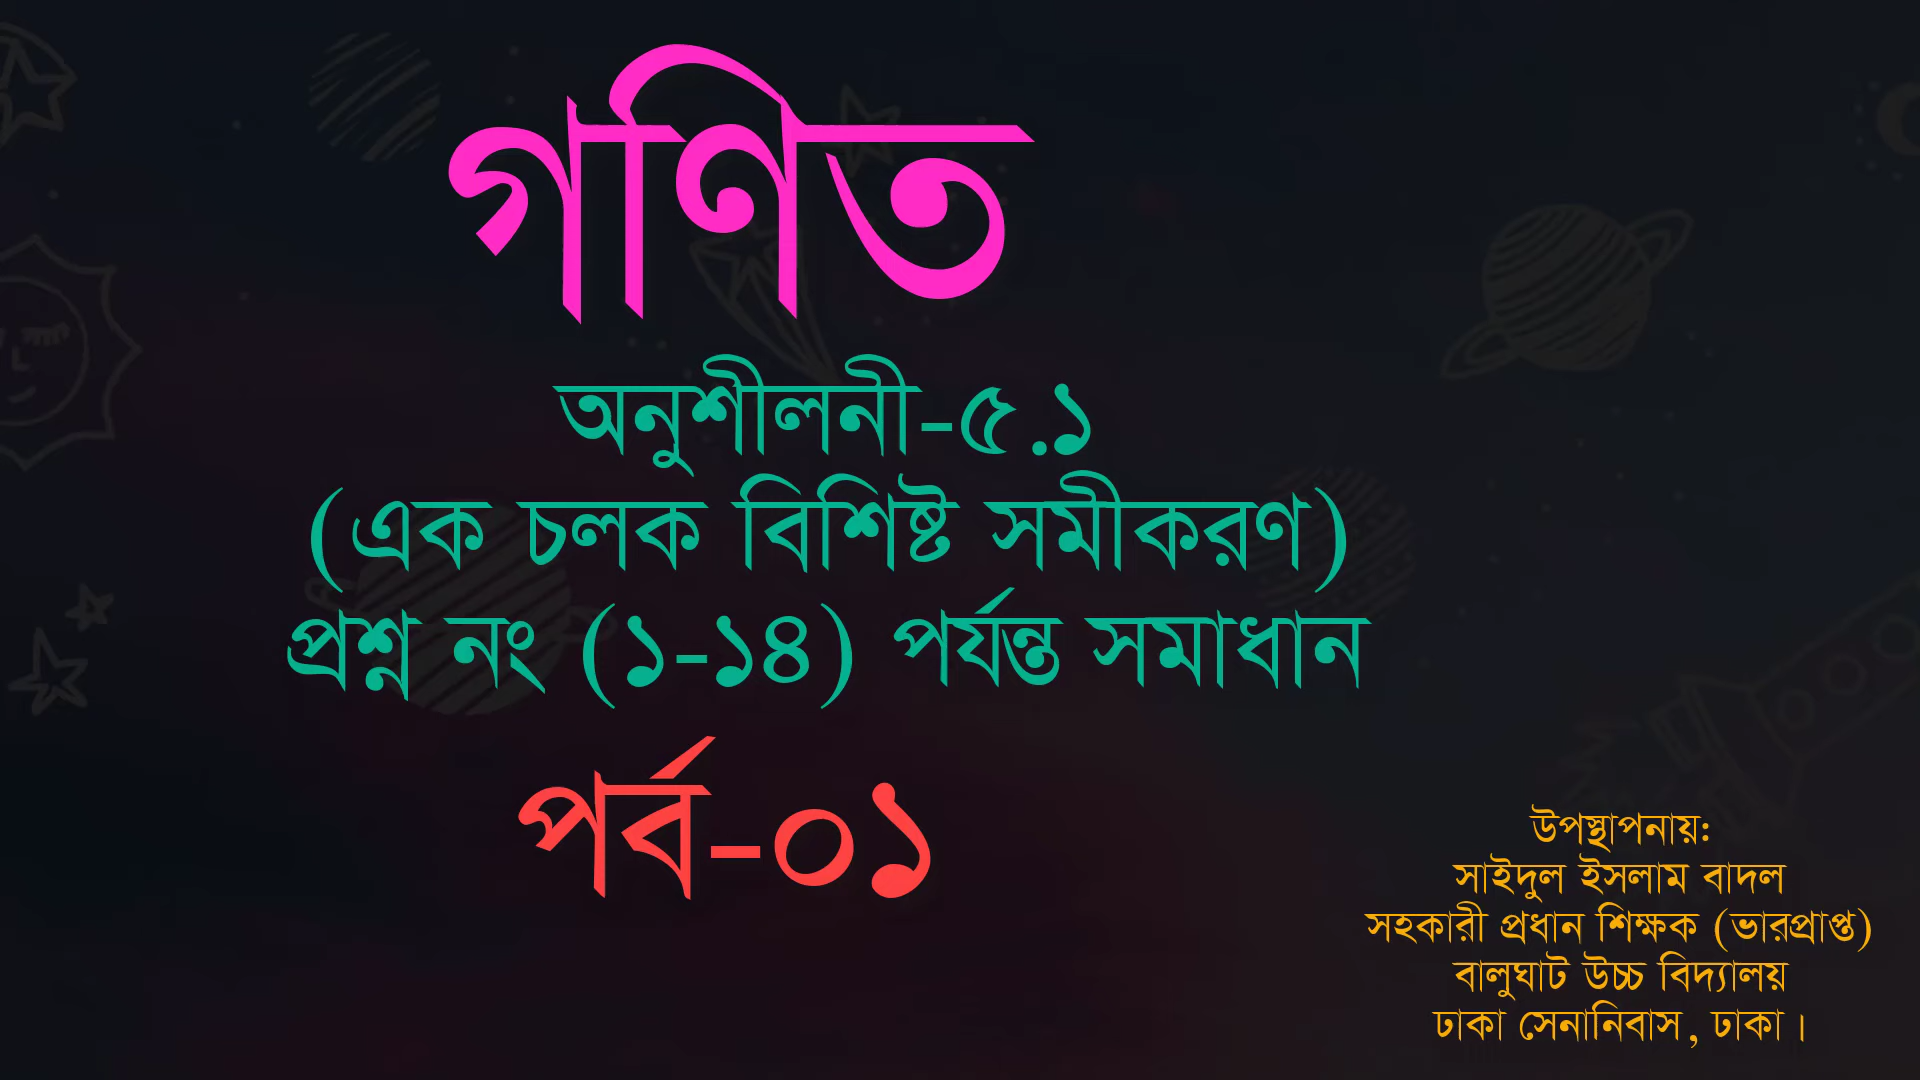 গণিত
অনুশীলনী-৫.১
(এক চলক বিশিষ্ট সমীকরণ)
প্রশ্ন নং (১-১৪) পর্যন্ত সমাধান
পর্ব-০১
উপস্থাপনায়:
সাইদুল ইসলাম বাদল
সহকারী প্রধান শিক্ষক (ভারপ্রাপ্ত)
বালুঘাট উচ্চ বিদ্যালয়
ঢাকা সেনানিবাস, ঢাকা।